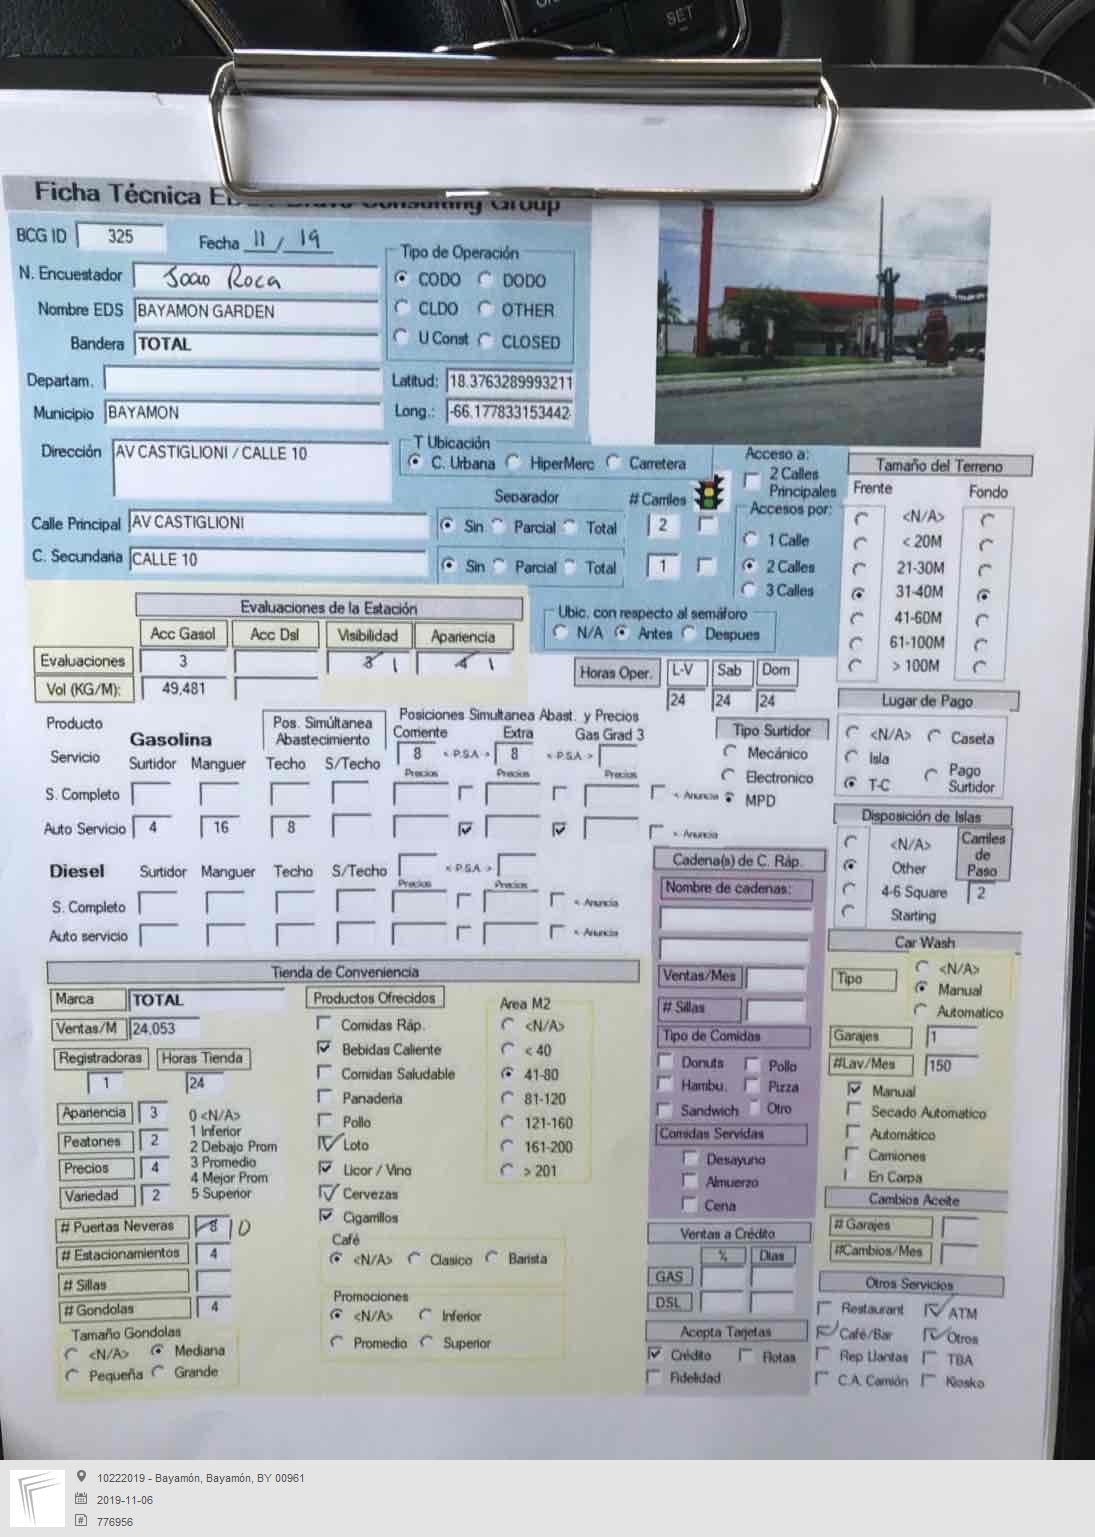 SET
Ficha Técnica E Consulting Group
BCG ID 325 Fecha 11 / 19
N. Encuestador Joao Roca
Nombre EDS BAYAMON GARDEN
Bandera TOTAL
Tipo de Operación
CODO DODO
CLDO OTHER
U Const CLOSED
Departam.
Municipio BAYAMON
Latitud: 18.3763289993211
Long.: -66.177833153442
Dirección AV CASTIGLIONI / CALLE 10
T Ubicación
C. Urbana HiperMerc Carretera
Separador # Carriles
Calle Principal AV CASTIGLIONI Sin Parcial Total 2
C. Secundaria CALLE 10 Sin Parcial Total 1
Acceso a:
2 Calles
Principales
Accesos por:
1 Calle
2 Calles
3 Calles
Ubic. con respecto al semáforo
N/A Antes Despues
Tamaño del Terreno
Frente Fondo
<N/A>
< 20M
21-30M
31-40M
41-60M
61-100M
> 100M
Evaluaciones de la Estación
Acc Gasol Acc Dsl Visibilidad Apariencia
Evaluaciones 3 1 1
Vol (KG/M): 49,481
Horas Oper. L-V Sab Dom
24 24 24
Producto
Servicio
Gasolina
Surtidor Manguer
Pos. Simúltanea
Abastecimiento
Techo S/Techo
Posiciones Simultanea Abast. y Precios
Corriente Extra Gas Grad 3
8 < P.S.A > 8 < P.S.A >
Precios Precios Precios
S. Completo < Anuncia
Auto Servicio 4 16 8 < Anuncia
Tipo Surtidor
Mecánico
Electronico
MPD
Lugar de Pago
<N/A> Caseta
Isla
T-C
Pago
Surtidor
Disposición de Islas
<N/A>
Other
4-6 Square
Starting
Carriles
de
Paso
2
Diesel Surtidor Manguer Techo S/Techo < P.S.A >
Precios Precios
S. Completo < Anuncia
Auto servicio < Anuncia
Cadena(s) de C. Ráp.
Nombre de cadenas:
Ventas/Mes
# Sillas
Tipo de Comidas
Donuts Pollo
Hambu. Pizza
Sandwich Otro
Comidas Servidas
Desayuno
Almuerzo
Cena
Car Wash
Tipo
<N/A>
Manual
Automatico
Garajes 1
#Lav/Mes 150
Manual
Secado Automatico
Automático
Camiones
En Carpa
Cambios Aceite
# Garajes
#Cambios/Mes
Tienda de Conveniencia
Marca TOTAL
Ventas/M 24,053
Registradoras Horas Tienda
1 24
Apariencia 3
Peatones 2
Precios 4
Variedad 2
0 <N/A>
1 Inferior
2 Debajo Prom
3 Promedio
4 Mejor Prom
5 Superior
# Puertas Neveras 8 10
# Estacionamientos 4
# Sillas
# Gondolas 4
Tamaño Gondolas
<N/A> Mediana
Pequeña Grande
Productos Ofrecidos
Comidas Ráp.
Bebidas Caliente
Comidas Saludable
Panaderia
Pollo
Loto
Licor / Vino
Cervezas
Cigarrillos
Area M2
<N/A>
< 40
41-80
81-120
121-160
161-200
> 201
Café
<N/A> Clasico Barista
Promociones
<N/A> Inferior
Promedio Superior
Ventas a Crédito
% Dias
GAS
DSL
Acepta Tarjetas
Crédito Flotas
Fidelidad
Otros Servicios
Restaurant ATM
Café/Bar Otros
Rep Llantas TBA
C.A. Camión Kiosko
10222019 - Bayamón, Bayamón, BY 00961
2019-11-06
776956